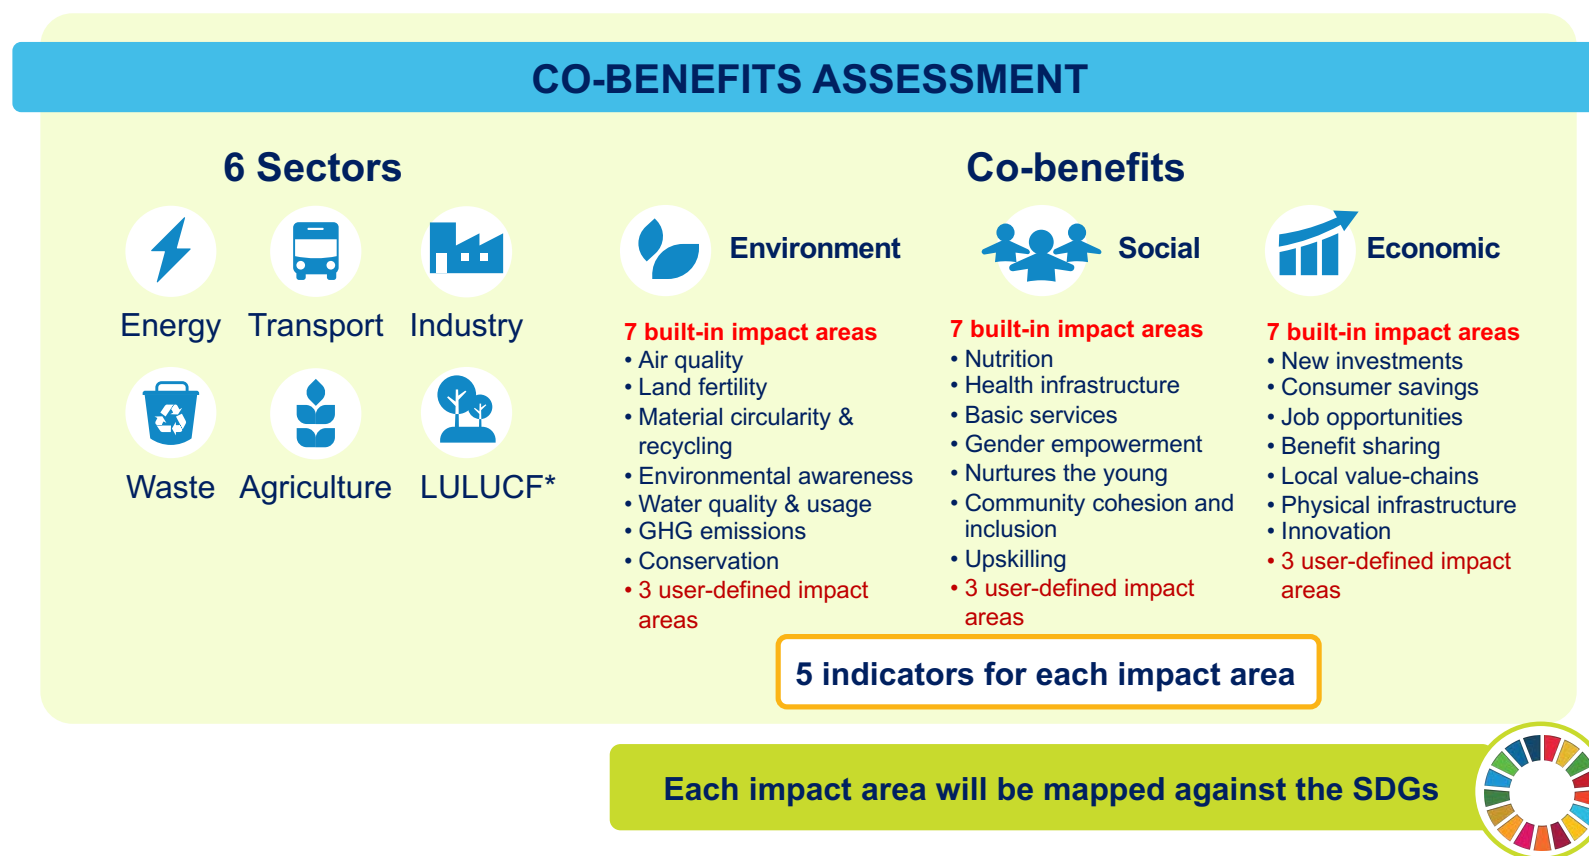 CO-BENEFITS ASSESSMENT
6 Sectors
Energy
Transport
Industry
Waste
Agriculture
LULUCF*
Co-benefits
Environment
7 built-in impact areas
• Air quality
• Land fertility
• Material circularity &
recycling
• Environmental awareness
• Water quality & usage
• GHG emissions
• Conservation
• 3 user-defined impact
areas
Social
7 built-in impact areas
• Nutrition
• Health infrastructure
• Basic services
• Gender empowerment
• Nurtures the young
• Community cohesion and
inclusion
• Upskilling
• 3 user-defined impact
areas
Economic
7 built-in impact areas
• New investments
• Consumer savings
• Job opportunities
• Benefit sharing
• Local value-chains
• Physical infrastructure
• Innovation
• 3 user-defined impact
areas
5 indicators for each impact area
Each impact area will be mapped against the SDGs